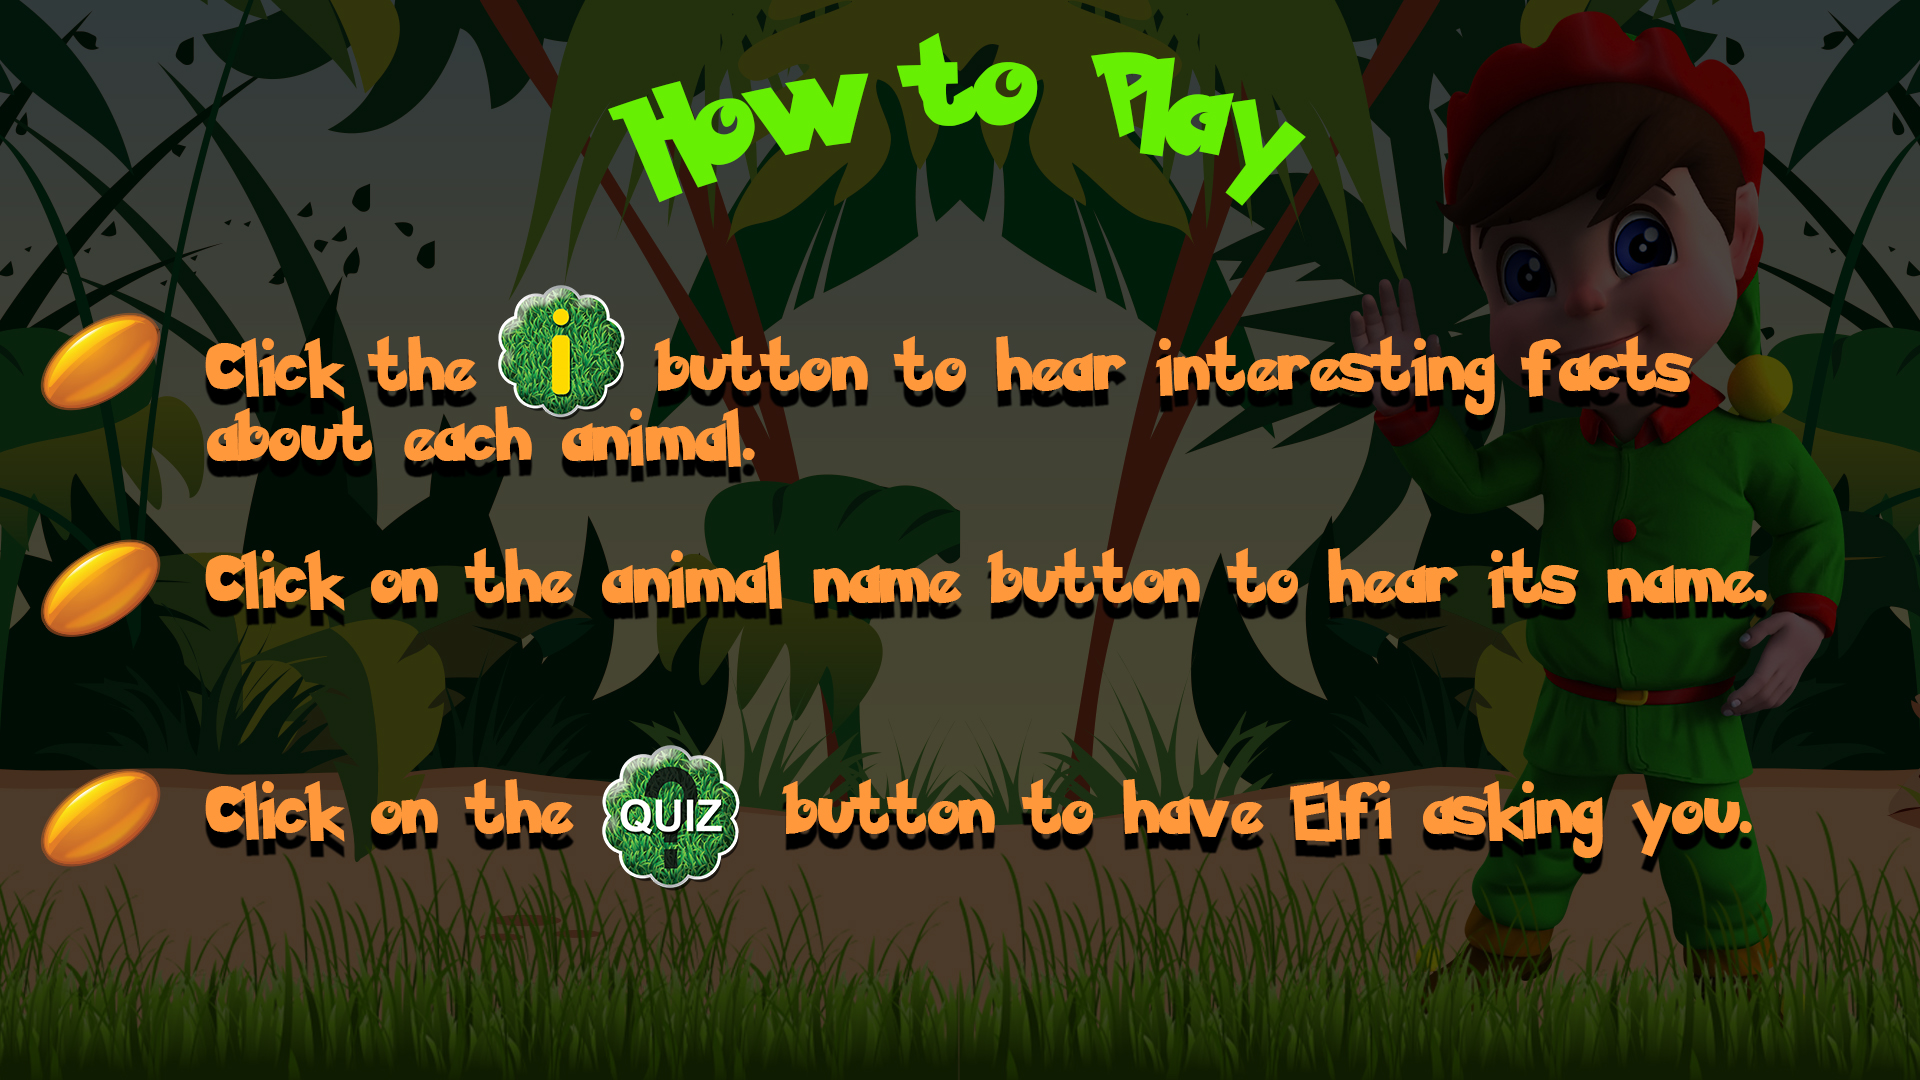 How to Play
Click the i button to hear interesting facts
about each animal.
Click on the animal name button to hear its name.
Click on the ? QUIZ button to have Elfi asking you.